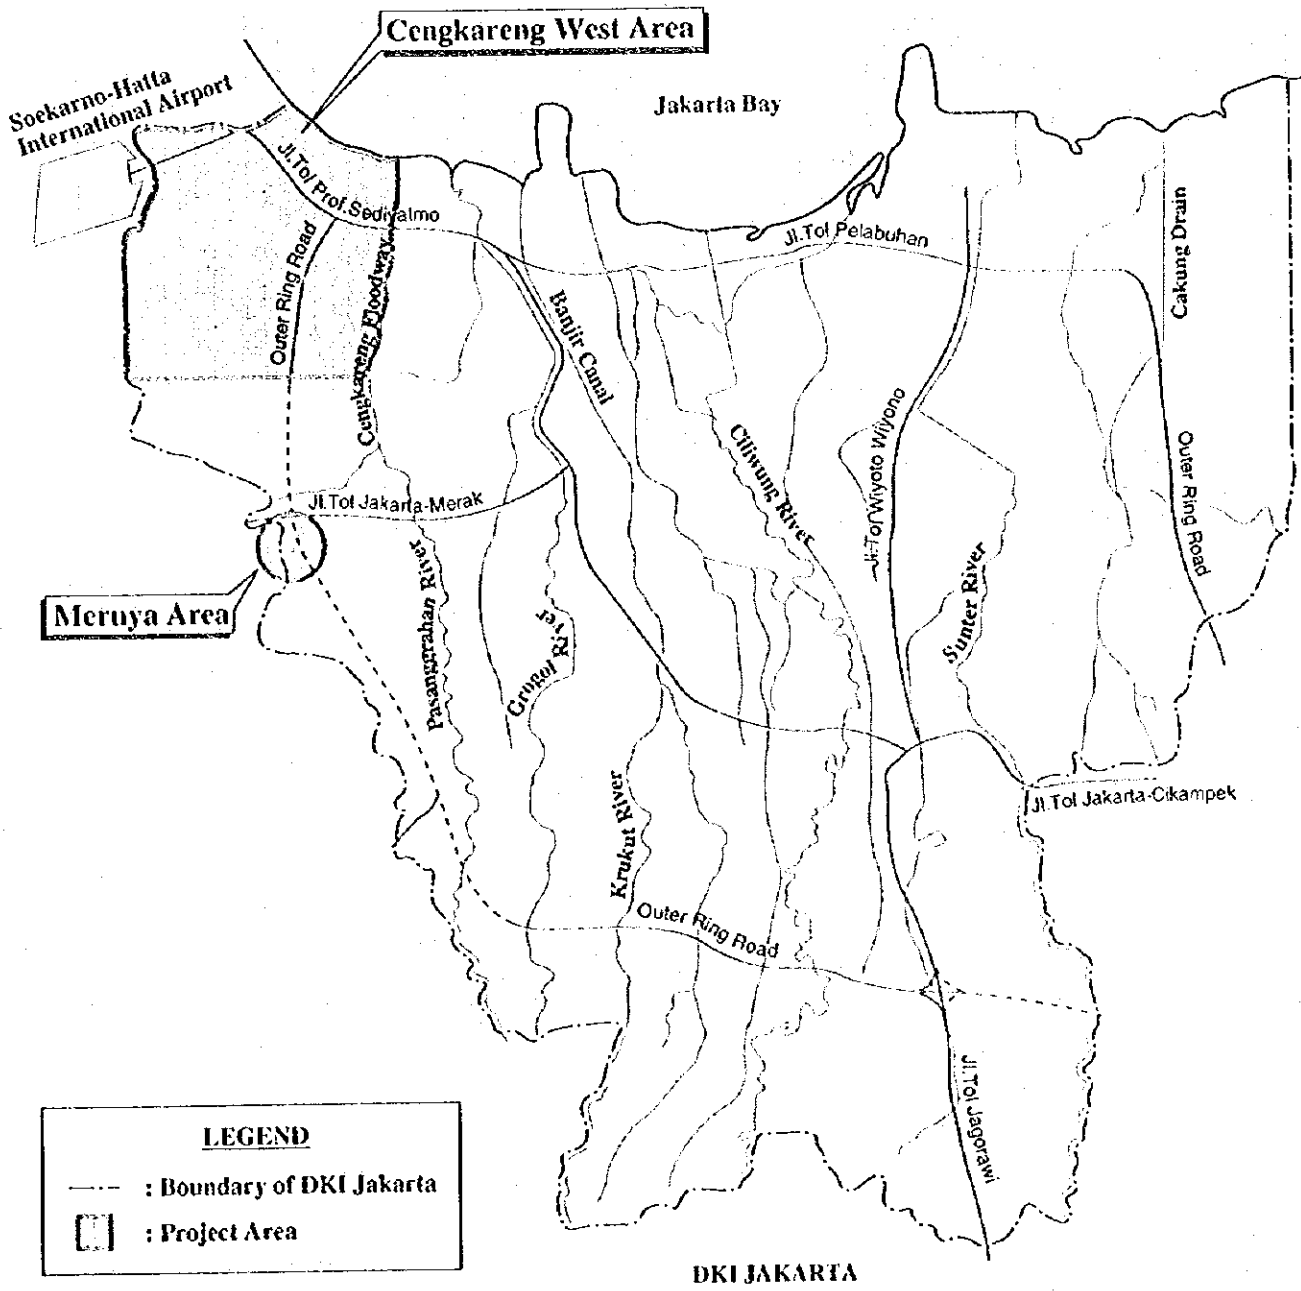 Cengkareng West Area
Soekarno-Hatta
International Airport
Jakarta Bay
Jl.Tol Prof.Sediyalmo
Jl.Tol Pelabuhan
Cakung Drain
Outer Ring Road
Cengkareng Floodway
Banjir Canal
Ciliwung River
Jl.Tol Wiyoto Wiyono
Outer Ring Road
Jl.Tol Jakarta-Merak
Meruya Area
Pasanggrahan River
Grogol River
Sunter River
Krukut River
Jl.Tol Jakarta-Cikampek
Outer Ring Road
Jl.Tol Jagorawi
LEGEND
: Boundary of DKI Jakarta
: Project Area
DKI JAKARTA